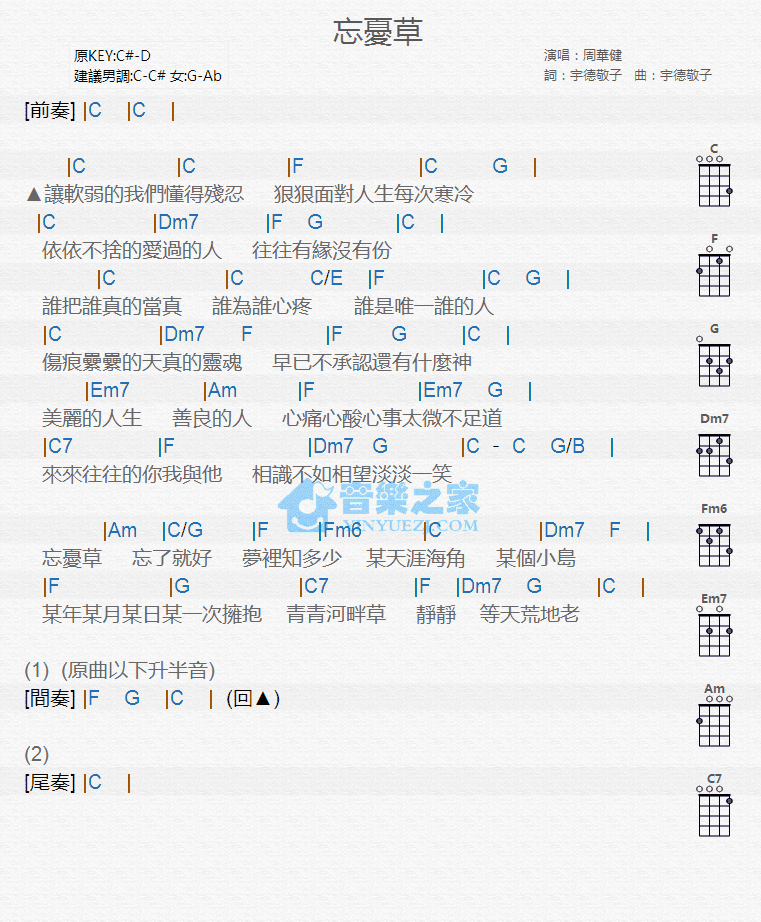 忘憂草
原KEY:C#-D
建議男調:C-C# 女:G-Ab
演唱：周華健
詞：宇德敬子　曲：宇德敬子
[前奏] |C |C |
|C |C |F |C G |
▲讓軟弱的我們懂得殘忍 狠狠面對人生每次寒冷
|C |Dm7 |F G |C |
依依不捨的愛過的人 往往有緣沒有份
|C |C C/E |F |C G |
誰把誰真的當真 誰為誰心疼 誰是唯一誰的人
|C |Dm7 F |F G |C |
傷痕纍纍的天真的靈魂 早已不承認還有什麼神
|Em7 |Am |F |Em7 G |
美麗的人生 善良的人 心痛心酸心事太微不足道
|C7 |F |Dm7 G |C - C G/B |
來來往往的你我與他 相識不如相望淡淡一笑
音樂之家
YINYUEZJ.COM
|Am |C/G |F |Fm6 |C |Dm7 F |
忘憂草 忘了就好 夢裡知多少 某天涯海角 某個小島
|F |G |C7 |F |Dm7 G |C |
某年某月某日某一次擁抱 青青河畔草 靜靜 等天荒地老
(1) (原曲以下升半音)
[間奏] |F G |C | (回▲)
(2)
[尾奏] |C |
C
F
G
Dm7
Fm6
Em7
Am
C7